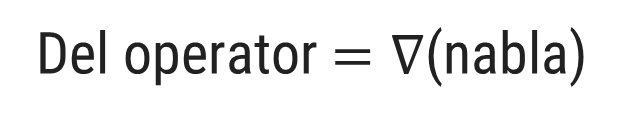 Del operator = ∇(nabla)